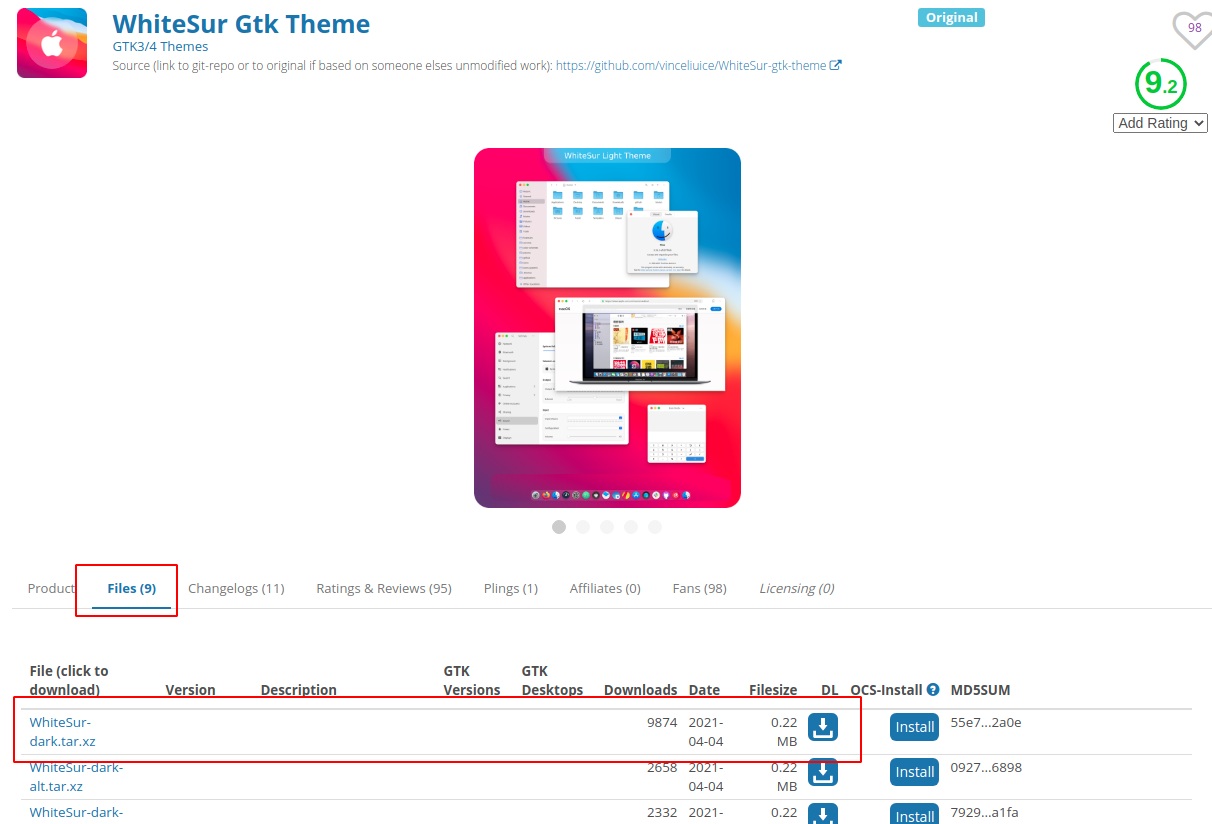 WhiteSur Gtk Theme
Original
98
GTK3/4 Themes
Source (link to git-repo or to original if based on someone elses unmodified work): https://github.com/vinceliuice/WhiteSur-gtk-theme
9.2
Add Rating
WhiteSur Light Theme
Product
Files (9)
Changelogs (11)
Ratings & Reviews (95)
Plings (1)
Affiliates (0)
Fans (98)
Licensing (0)
File (click to download)
Version
Description
GTK Versions
GTK Desktops
Downloads
Date
Filesize
DL
OCS-Install ?
MD5SUM
WhiteSur-dark.tar.xz
9874
2021-04-04
0.22 MB
Install
55e7...2a0e
WhiteSur-dark-alt.tar.xz
2658
2021-04-04
0.22 MB
Install
0927...6898
WhiteSur-dark-
2332
2021-
0.22
Install
7929...a1fa